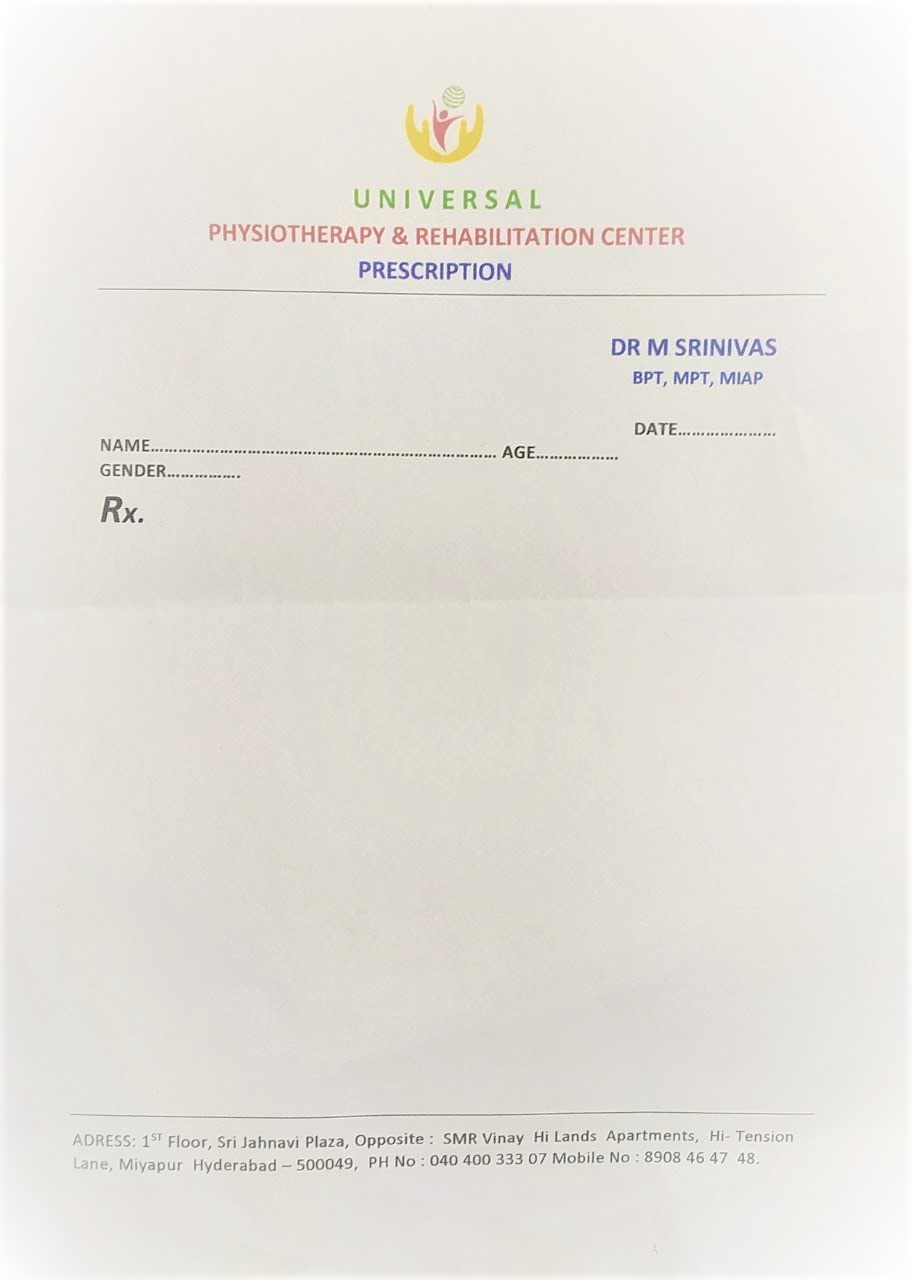 UNIVERSAL
PHYSIOTHERAPY & REHABILITATION CENTER
PRESCRIPTION
DR M SRINIVAS
BPT, MPT, MIAP
DATE.....................
NAME........................................................................... AGE..................
GENDER................
Rx.
ADRESS: 1ST Floor, Sri Jahnavi Plaza, Opposite : SMR Vinay Hi Lands Apartments, Hi- Tension
Lane, Miyapur Hyderabad – 500049, PH No : 040 400 333 07 Mobile No : 8908 46 47 48.